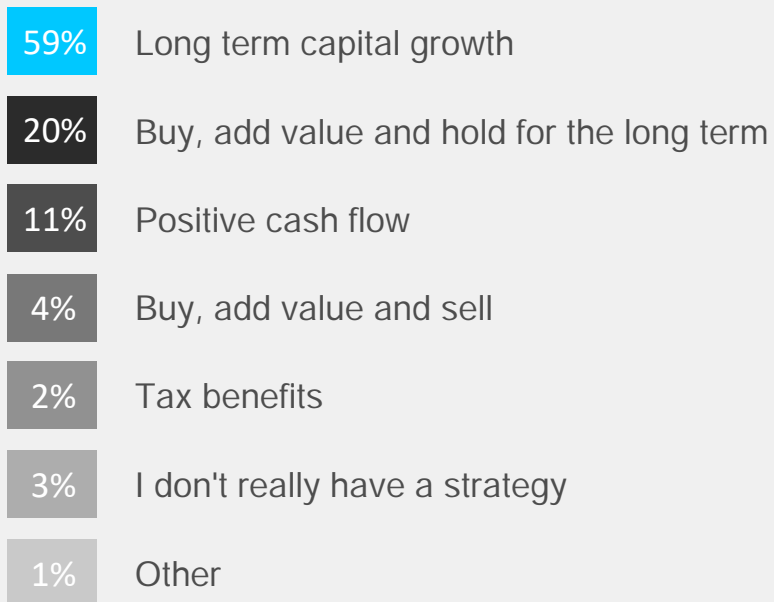 59% Long term capital growth
20% Buy, add value and hold for the long term
11% Positive cash flow
4% Buy, add value and sell
2% Tax benefits
3% I don't really have a strategy
1% Other